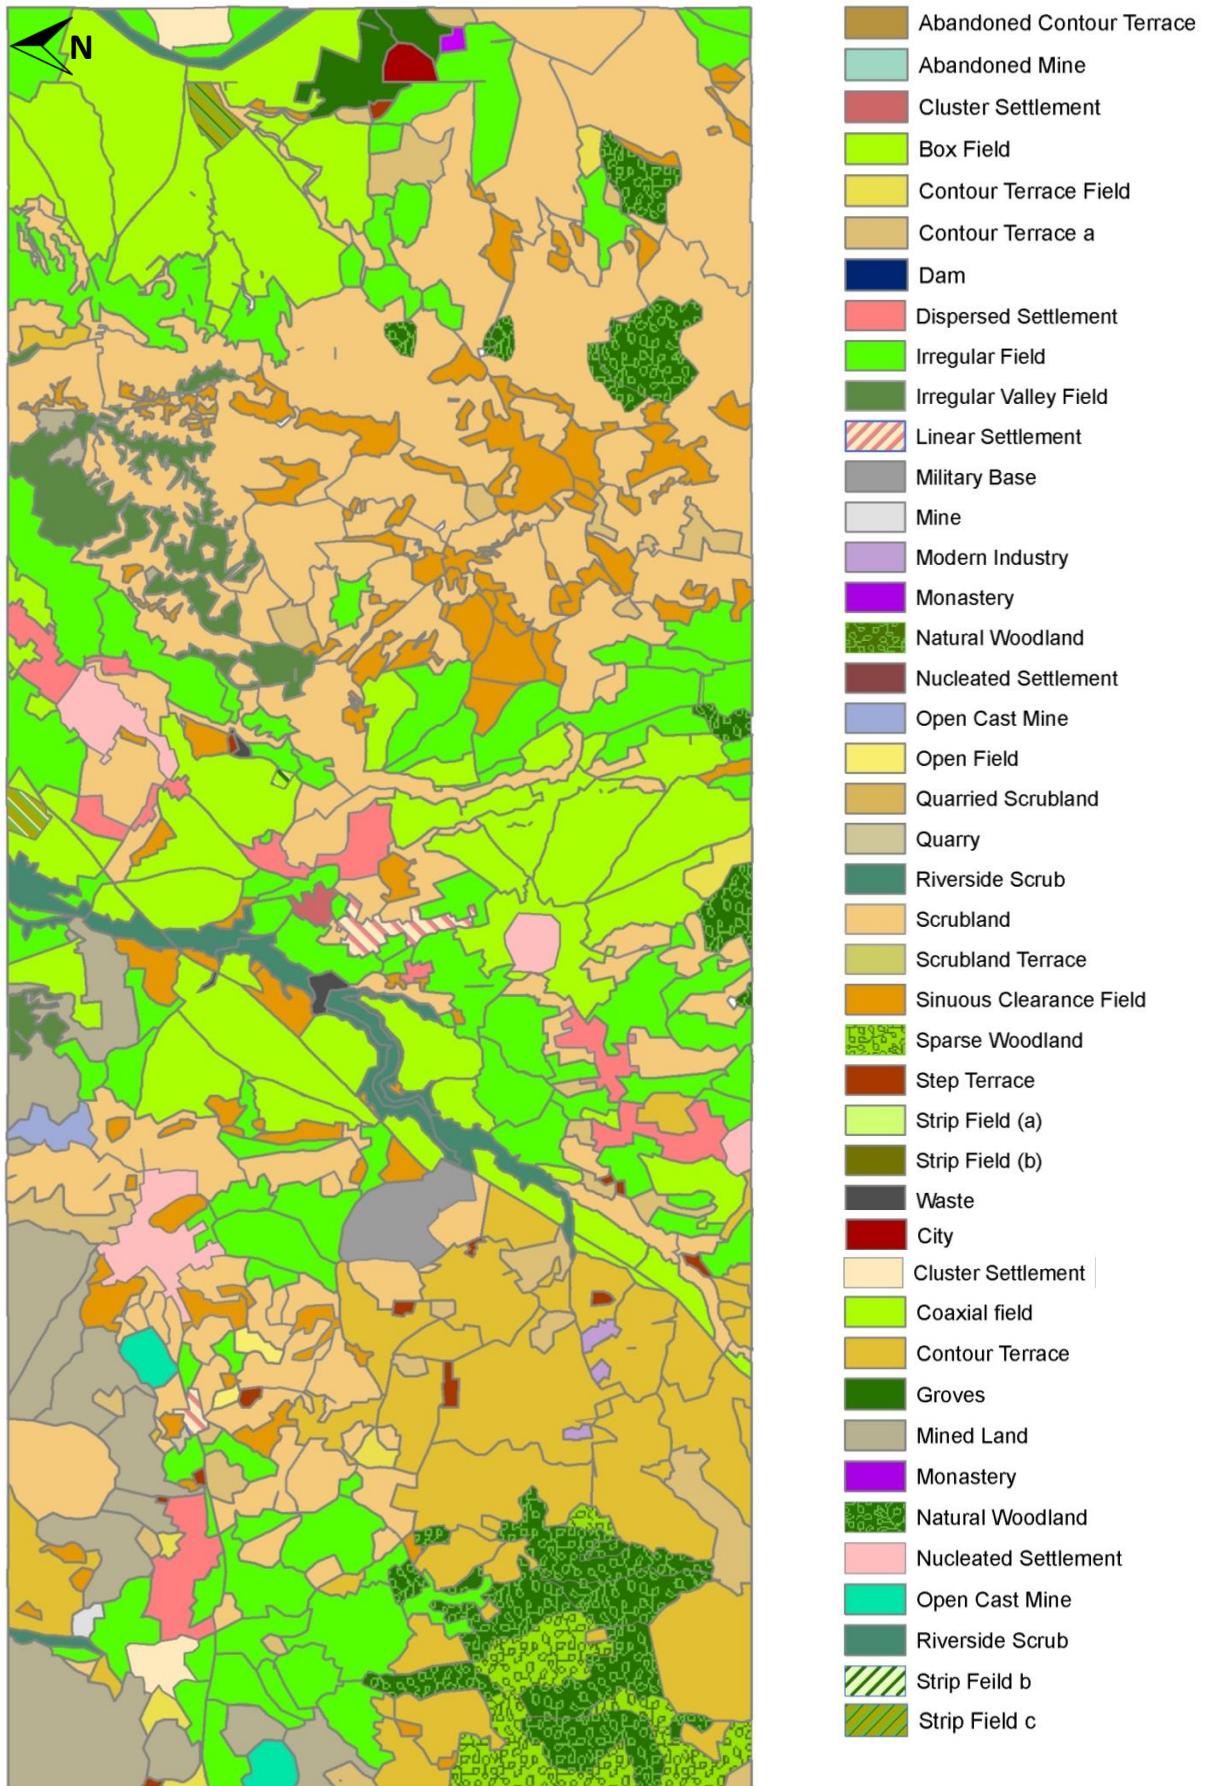 N
Abandoned Contour Terrace
Abandoned Mine
Cluster Settlement
Box Field
Contour Terrace Field
Contour Terrace a
Dam
Dispersed Settlement
Irregular Field
Irregular Valley Field
Linear Settlement
Military Base
Mine
Modern Industry
Monastery
Natural Woodland
Nucleated Settlement
Open Cast Mine
Open Field
Quarried Scrubland
Quarry
Riverside Scrub
Scrubland
Scrubland Terrace
Sinuous Clearance Field
Sparse Woodland
Step Terrace
Strip Field (a)
Strip Field (b)
Waste
City
Cluster Settlement
Coaxial field
Contour Terrace
Groves
Mined Land
Monastery
Natural Woodland
Nucleated Settlement
Open Cast Mine
Riverside Scrub
Strip Feild b
Strip Field c